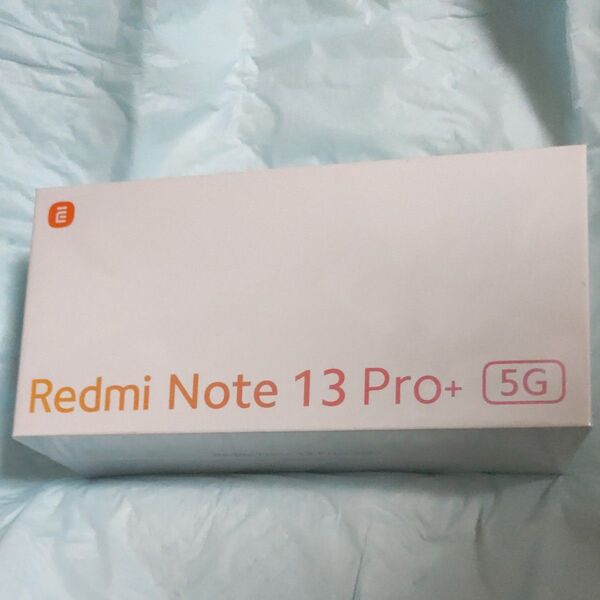 Redmi Note 13 Pro+ 5G